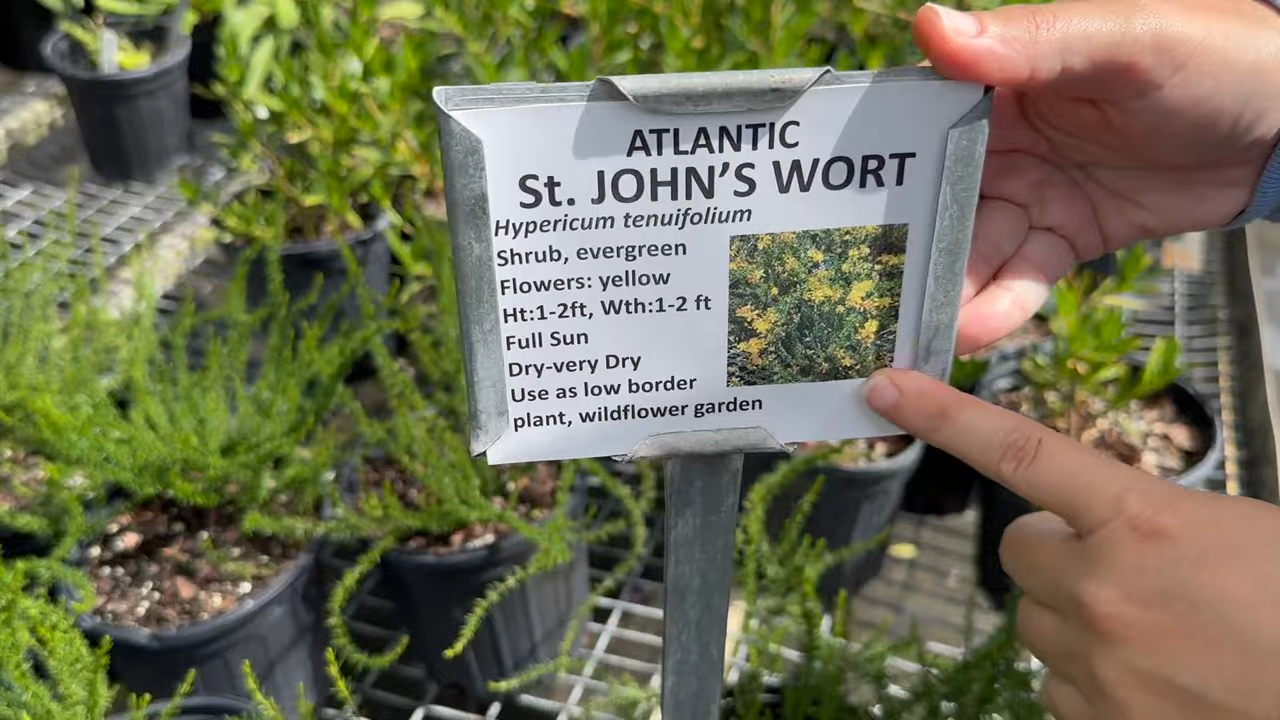 ATLANTIC
St. JOHN'S WORT
Hypericum tenuifolium
Shrub, evergreen
Flowers: yellow
Ht:1-2ft, Wth:1-2 ft
Full Sun
Dry-very Dry
Use as low border
plant, wildflower garden